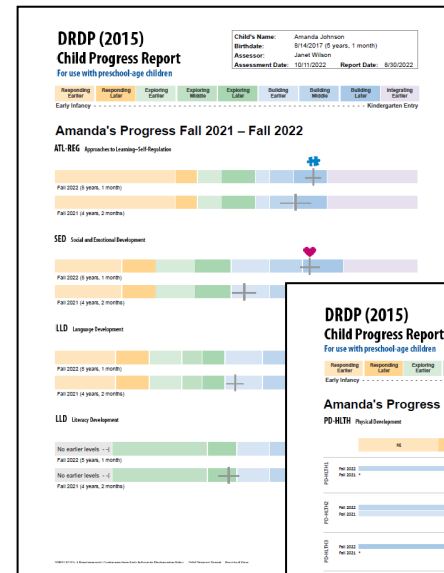 DRDP (2015)
Child Progress Report
For use with preschool-age children
Child's Name: Amanda Johnson
Birthdate: 8/14/2017 (5 years, 1 month)
Assessor: Janet Wilson
Assessment Date: 10/11/2022 Report Date: 8/30/2022
Responding Earlier Responding Later Exploring Earlier Exploring Middle Exploring Later Building Earlier Building Middle Building Later Integrating Earlier
Early Infancy Kindergarten Entry
Amanda's Progress Fall 2021 – Fall 2022
ATL-REG Approaches to Learning–Self-Regulation
Fall 2022 (5 years, 1 month)
Fall 2021 (4 years, 2 months)
SED Social and Emotional Development
Fall 2022 (5 years, 1 month)
Fall 2021 (4 years, 2 months)
LLD Language Development
Fall 2022 (5 years, 1 month)
Fall 2021 (4 years, 2 months)
LLD Literacy Development
No earlier levels - -|
Fall 2022 (5 years, 1 month)
No earlier levels - -|
Fall 2021 (4 years, 2 months)
DRDP (2015)
Child Progress Report
For use with preschool-age children
Responding Earlier Responding Later Exploring Earlier
Early Infancy
Amanda's Progress
PD-HLTH Physical Development
PD-HLTH1
Fall 2022
Fall 2021 *
PD-HLTH2
Fall 2022
Fall 2021
PD-HLTH3
Fall 2022
Fall 2021 *